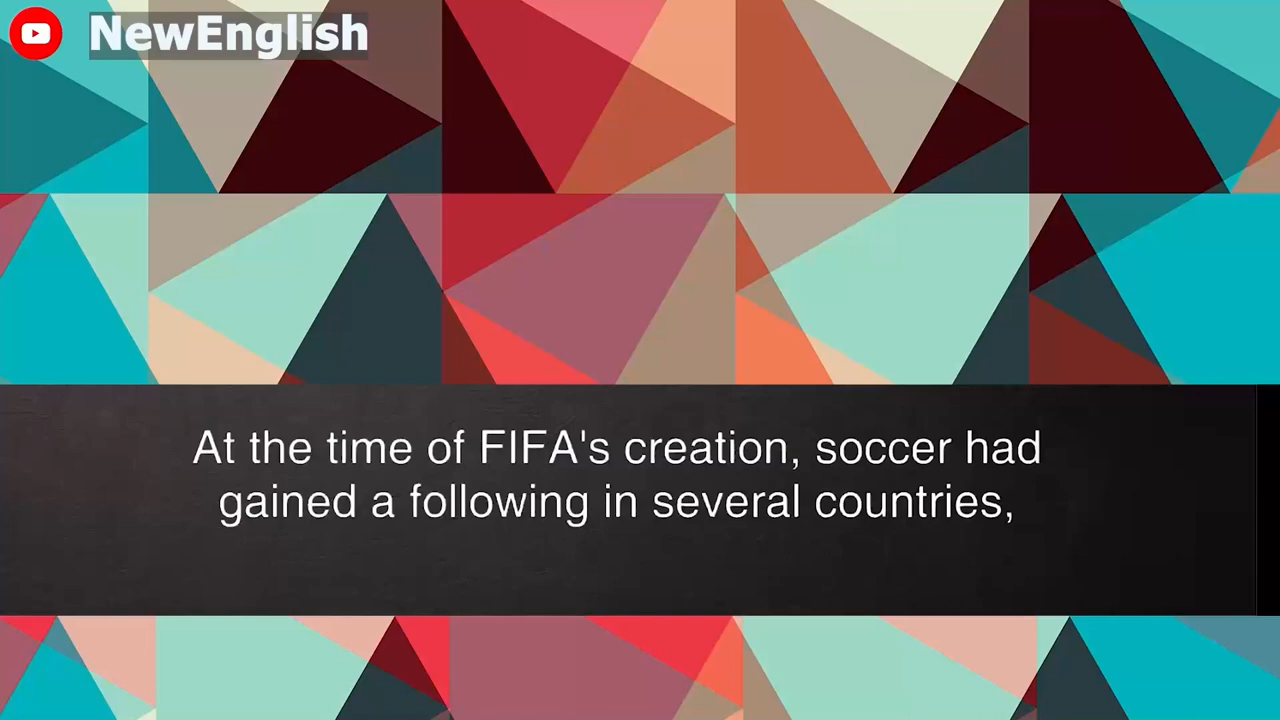 NewEnglish
At the time of FIFA's creation, soccer had
gained a following in several countries,